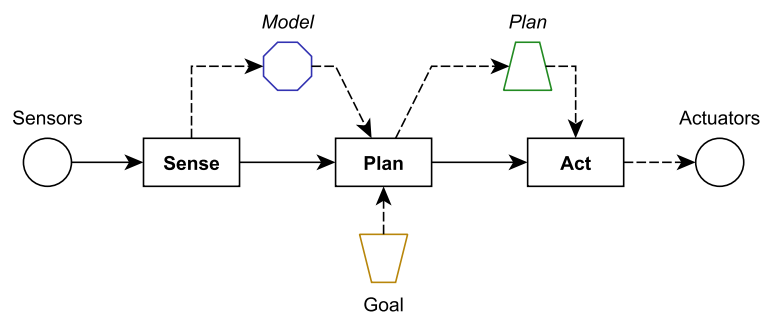 Model
Plan
Sensors
Actuators
Sense
Plan
Act
Goal